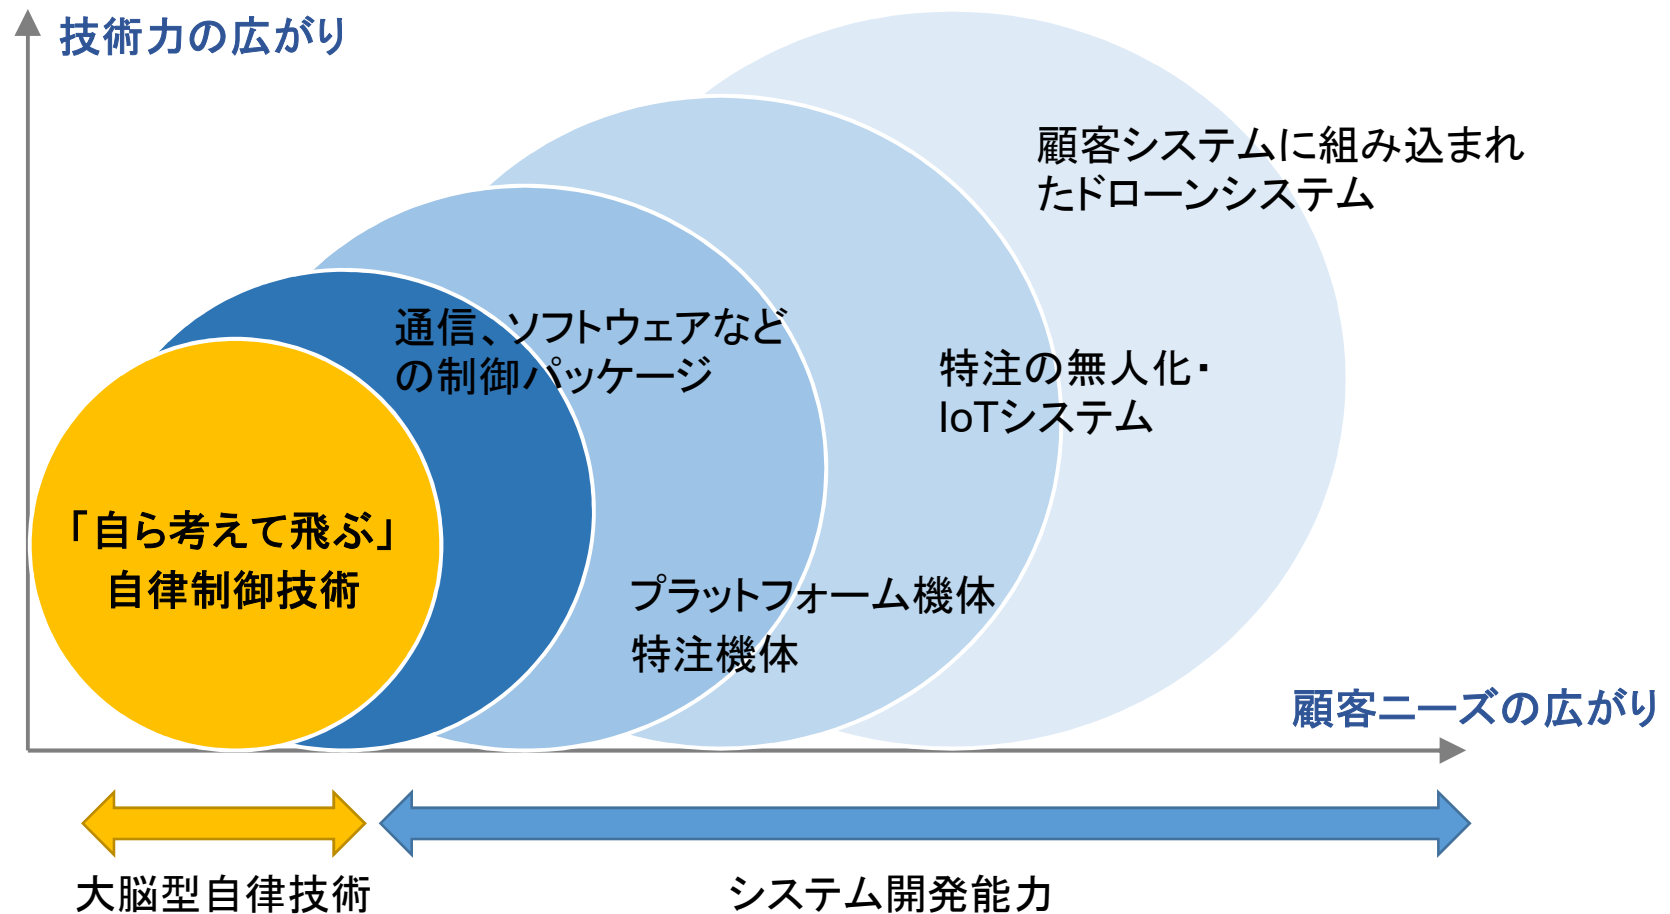 技術力の広がり
顧客システムに組み込まれ
たドローンシステム
通信、ソフトウェアなど
の制御パッケージ
特注の無人化・
IoTシステム
「自ら考えて飛ぶ」
自律制御技術
プラットフォーム機体
特注機体
顧客ニーズの広がり
大脳型自律技術
システム開発能力